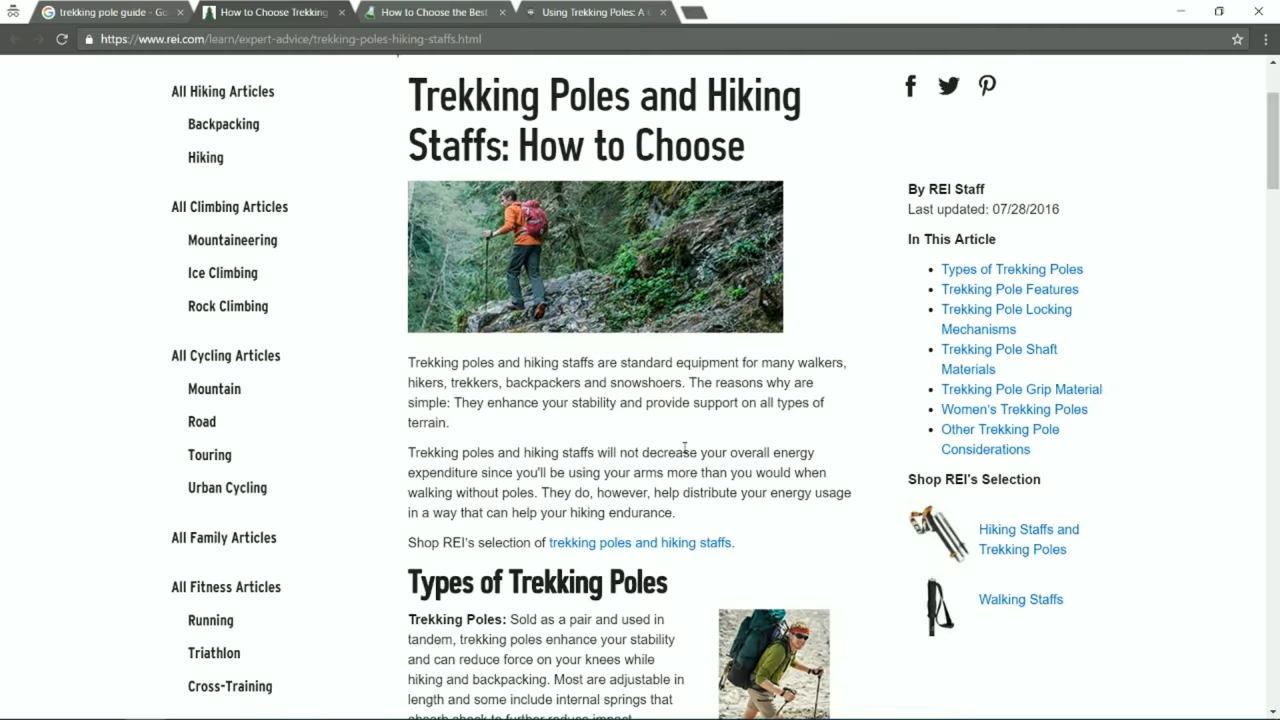 trekking pole guide - Go
How to Choose Trekking
How to Choose the Best
Using Trekking Poles: A
https://www.rei.com/learn/expert-advice/trekking-poles-hiking-staffs.html
All Hiking Articles
Backpacking
Hiking
All Climbing Articles
Mountaineering
Ice Climbing
Rock Climbing
All Cycling Articles
Mountain
Road
Touring
Urban Cycling
All Family Articles
All Fitness Articles
Running
Triathlon
Cross-Training
Trekking Poles and Hiking
Staffs: How to Choose
Trekking poles and hiking staffs are standard equipment for many walkers,
hikers, trekkers, backpackers and snowshoers. The reasons why are
simple: They enhance your stability and provide support on all types of
terrain.
Trekking poles and hiking staffs will not decrease your overall energy
expenditure since you'll be using your arms more than you would when
walking without poles. They do, however, help distribute your energy usage
in a way that can help your hiking endurance.
Shop REI's selection of trekking poles and hiking staffs.
Types of Trekking Poles
Trekking Poles: Sold as a pair and used in
tandem, trekking poles enhance your stability
and can reduce force on your knees while
hiking and backpacking. Most are adjustable in
length and some include internal springs that
absorb shock to further reduce impact.
By REI Staff
Last updated: 07/28/2016
In This Article
Types of Trekking Poles
Trekking Pole Features
Trekking Pole Locking
Mechanisms
Trekking Pole Shaft
Materials
Trekking Pole Grip Material
Women's Trekking Poles
Other Trekking Pole
Considerations
Shop REI's Selection
Hiking Staffs and
Trekking Poles
Walking Staffs